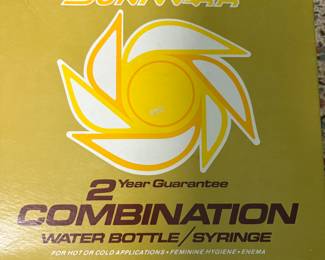 2 Year Guarantee
COMBINATION
WATER BOTTLE/SYRINGE
FOR HOT OR COLD APPLICATIONS • FEMININE HYGIENE • ENEMA